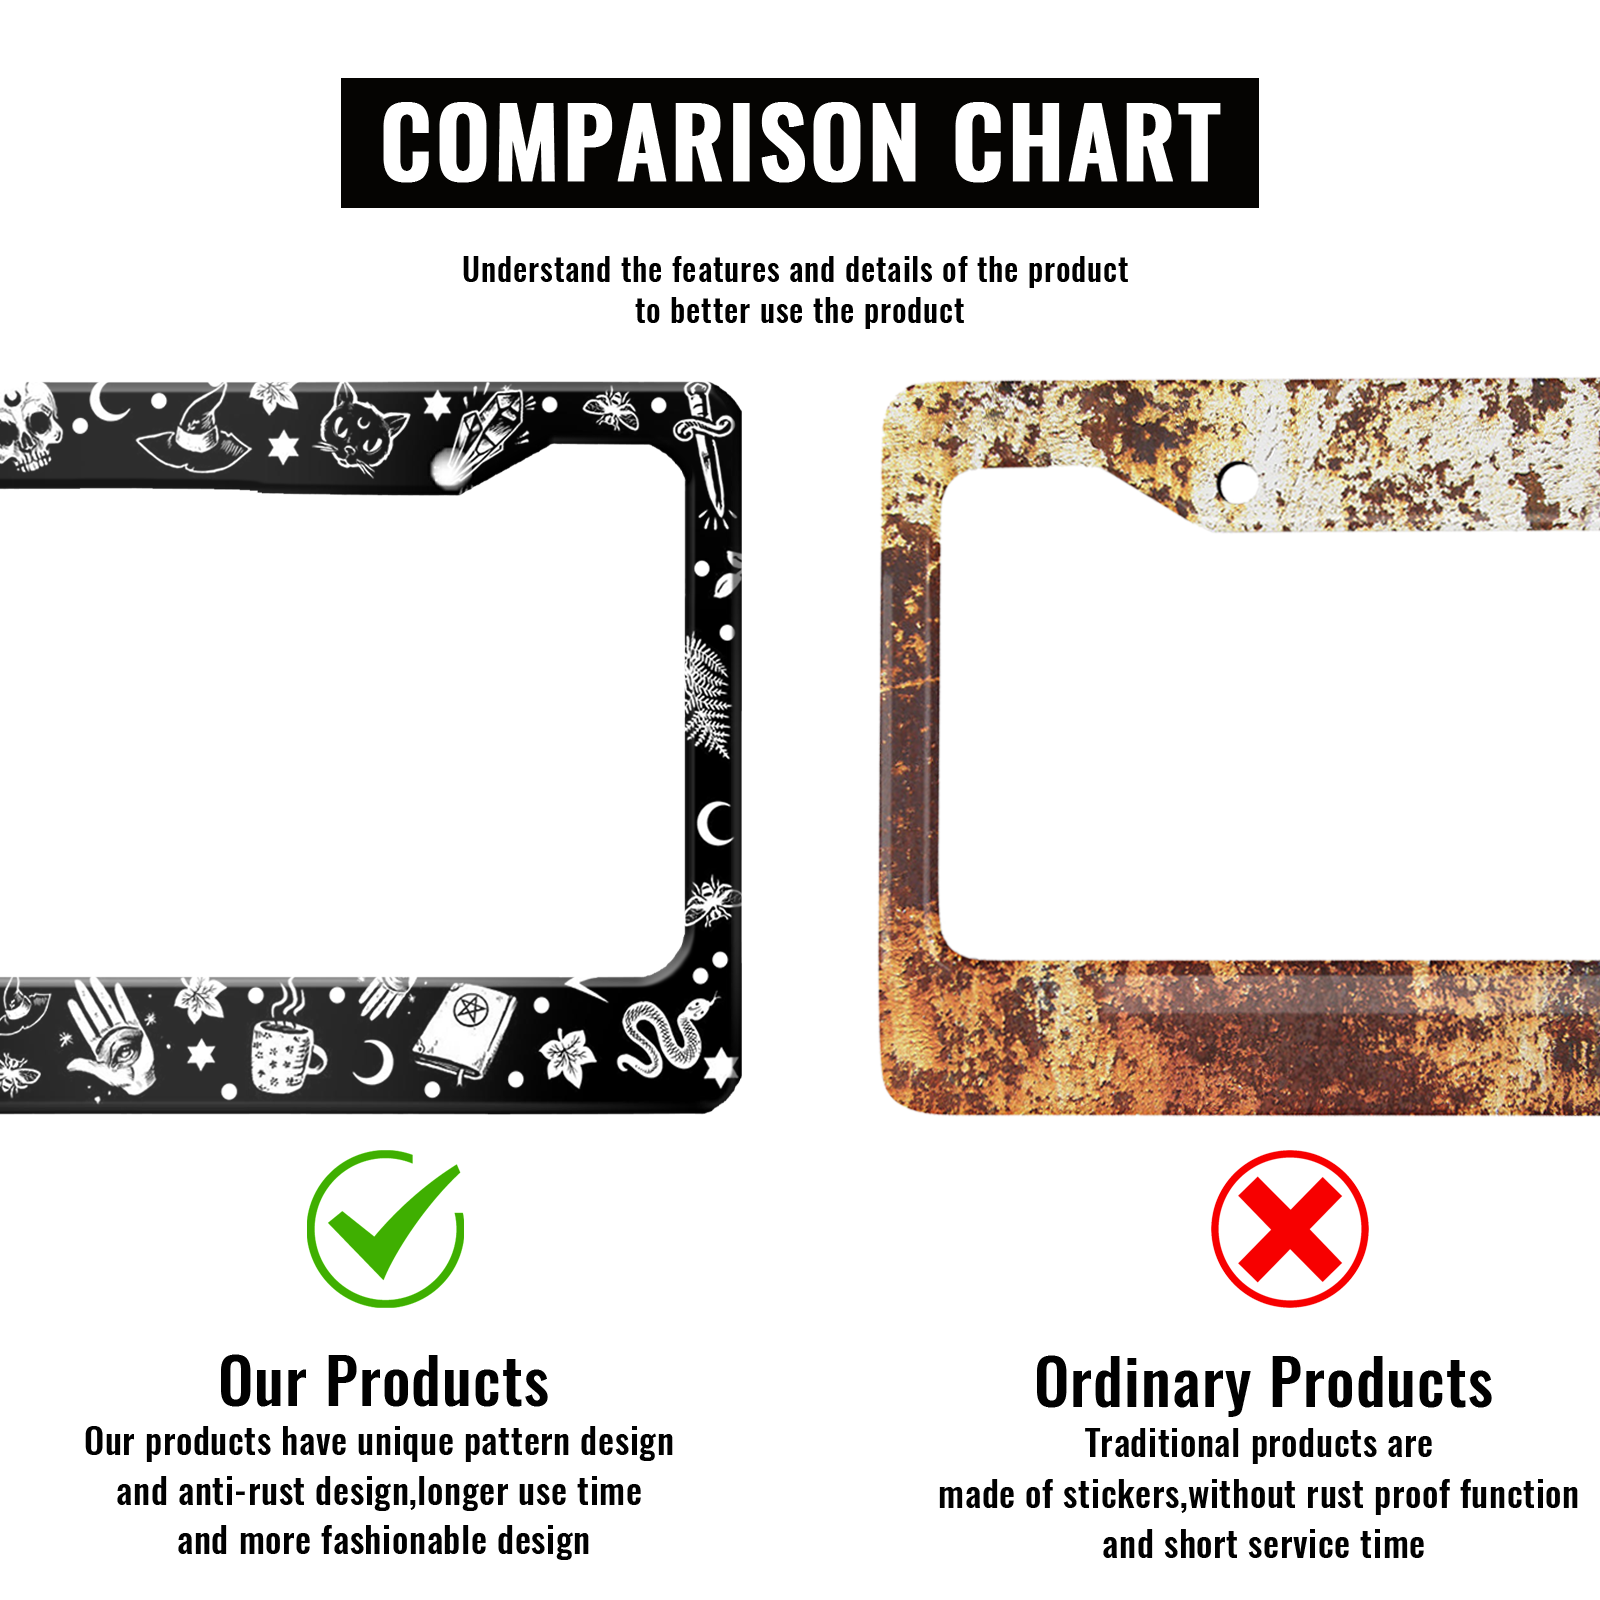 COMPARISON CHART
Understand the features and details of the product
to better use the product
Our Products
Our products have unique pattern design
and anti-rust design,longer use time
and more fashionable design
Ordinary Products
Traditional products are
made of stickers,without rust proof function
and short service time